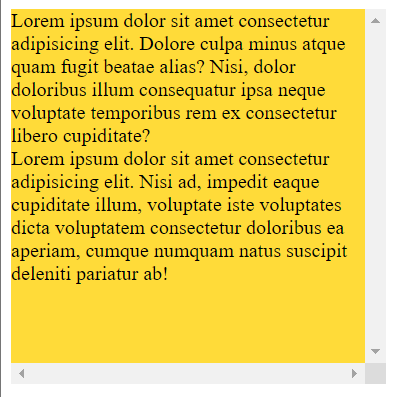 Lorem ipsum dolor sit amet consectetur
adipisicing elit. Dolore culpa minus atque
quam fugit beatae alias? Nisi, dolor
doloribus illum consequatur ipsa neque
voluptate temporibus rem ex consectetur
libero cupiditate?
Lorem ipsum dolor sit amet consectetur
adipisicing elit. Nisi ad, impedit eaque
cupiditate illum, voluptate iste voluptates
dicta voluptatem consectetur doloribus ea
aperiam, cumque numquam natus suscipit
deleniti pariatur ab!